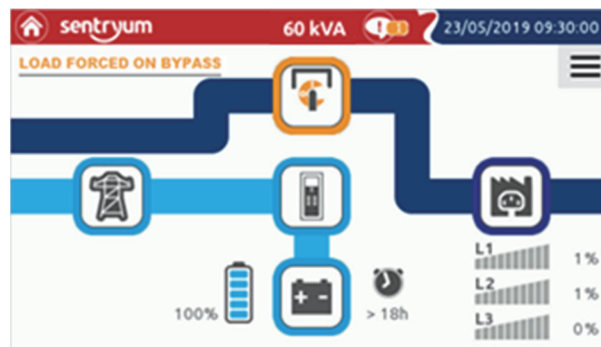 sentryum 60 kVA 23/05/2019 09:30:00
LOAD FORCED ON BYPASS
L1 1%
L2 1%
L3 0%
100% > 18h